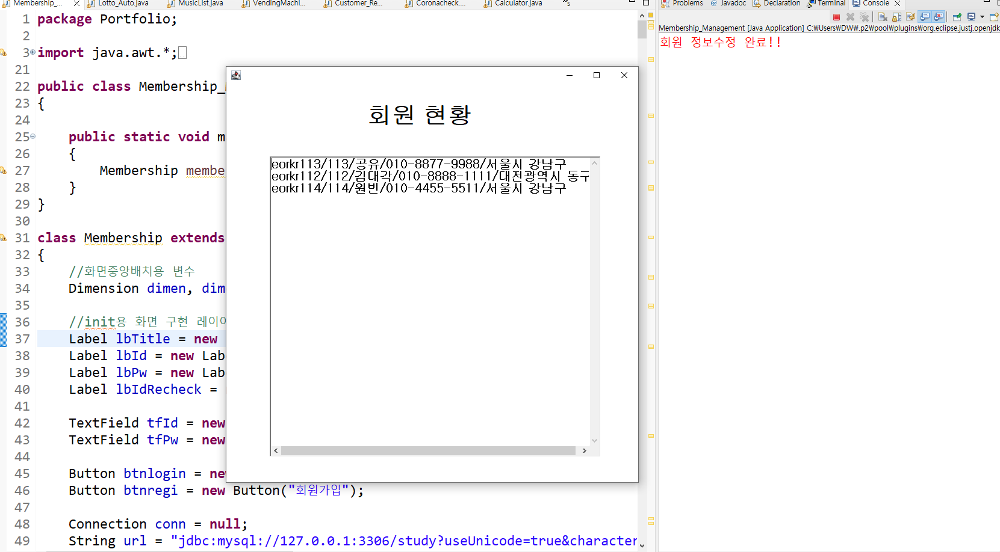 Membership_...
Lotto_Auto.java
MusicList.java
VendingMachi...
Customer_Re...
Coronacheck....
Calculator.java
5
Problems
Javadoc
Declaration
Terminal
Console
Membership_Management [Java Application] C:₩Users₩DW₩.p2₩pool₩plugins₩org.eclipse.justj.openjdk
회원 정보수정 완료!!
1 package Portfolio;
2
3 import java.awt.*;
21
22 public class Membership_
23 {
24
25 public static void m
26 {
27 Membership membe
28 }
29 }
30
31 class Membership extends
32 {
33 //화면중앙배치용 변수
34 Dimension dimen, dim
35
36 //init용 화면 구현 레이아
37 Label lbTitle = new
38 Label lbId = new Labe
39 Label lbPw = new Labe
40 Label lbIdRecheck =
41
42 TextField tfId = new
43 TextField tfPw = new
44
45 Button btnlogin = new
46 Button btnregi = new Button("회원가입");
47
48 Connection conn = null;
49 String url = "jdbc:mysql://127.0.0.1:3306/study?useUnicode=true&character
회원 현황
eorkr113/113/공유/010-8877-9988/서울시 강남구
eorkr112/112/김대각/010-8888-1111/대전광역시 동구
eorkr114/114/원빈/010-4455-5511/서울시 강남구